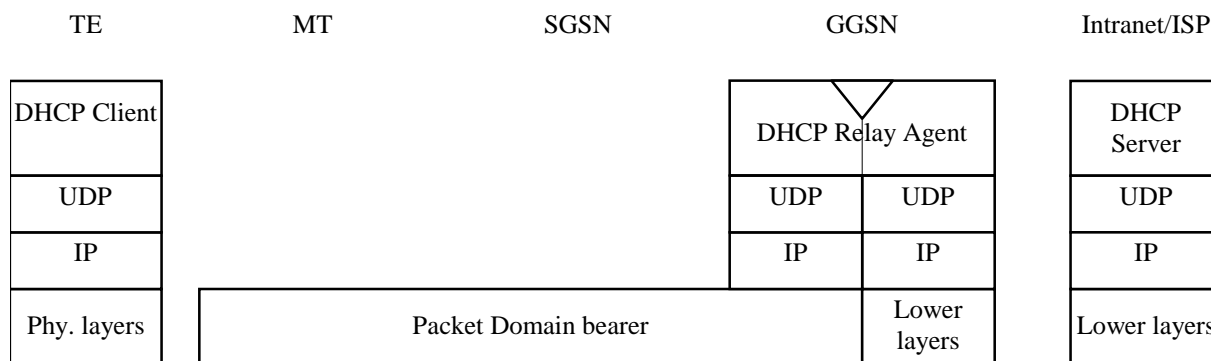 TE MT SGSN GGSN Intranet/ISP
DHCP Client
DHCP Relay Agent
DHCP
Server
UDP UDP UDP UDP
IP IP IP IP
Phy. layers Packet Domain bearer Lower
layers
Lower layers